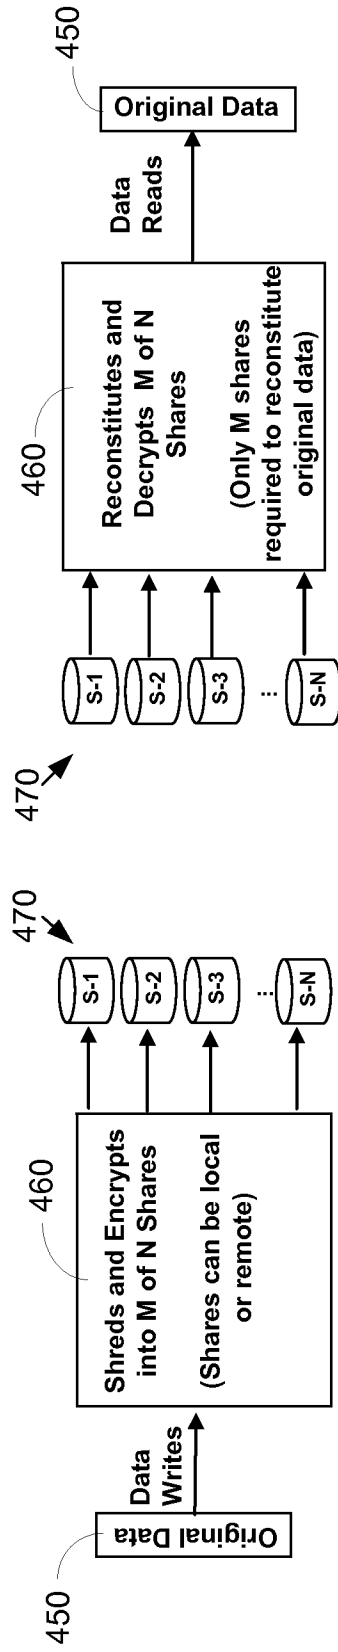 450
Original Data
Data
Writes
460
Shreds and Encrypts
into M of N Shares
(Shares can be local
or remote)
470
S-1
S-2
S-3
...
S-N
470
S-1
S-2
S-3
...
S-N
460
Reconstitutes and
Decrypts M of N
Shares
(Only M shares
required to reconstitute
original data)
Data
Reads
450
Original Data